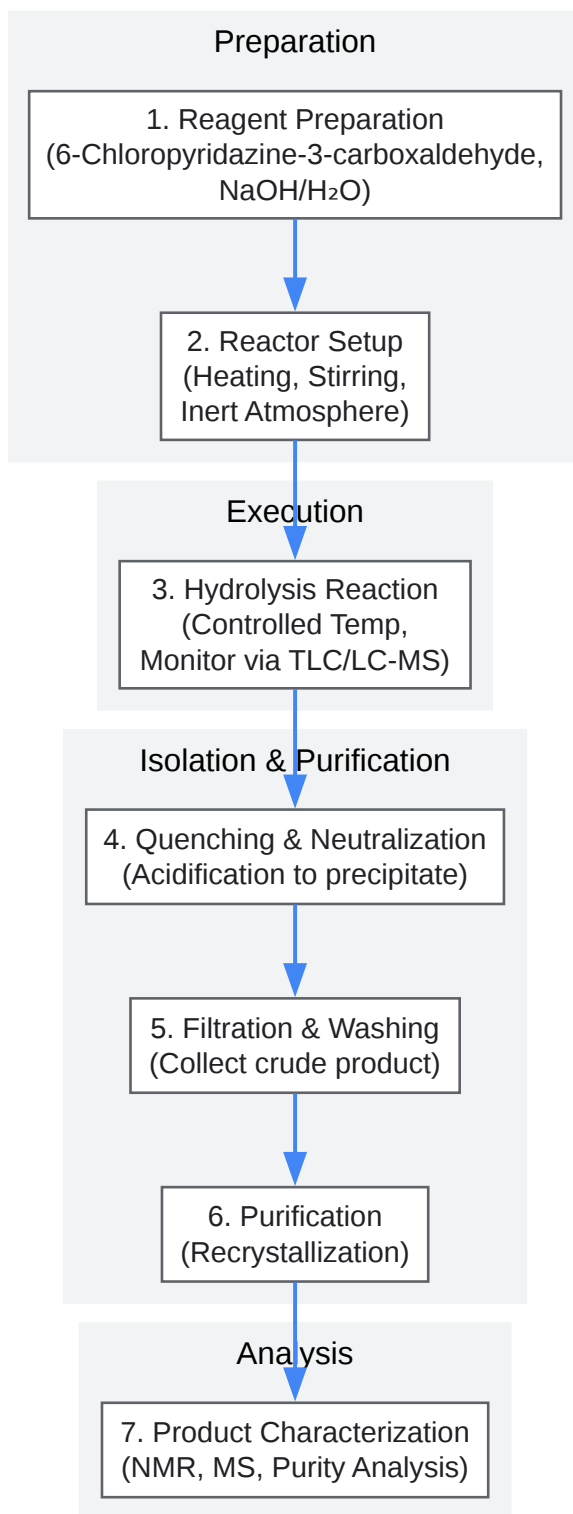 Preparation
1. Reagent Preparation
(6-Chloropyridazine-3-carboxaldehyde,
NaOH/H₂O)
2. Reactor Setup
(Heating, Stirring,
Inert Atmosphere)
Execution
3. Hydrolysis Reaction
(Controlled Temp,
Monitor via TLC/LC-MS)
Isolation & Purification
4. Quenching & Neutralization
(Acidification to precipitate)
5. Filtration & Washing
(Collect crude product)
6. Purification
(Recrystallization)
Analysis
7. Product Characterization
(NMR, MS, Purity Analysis)